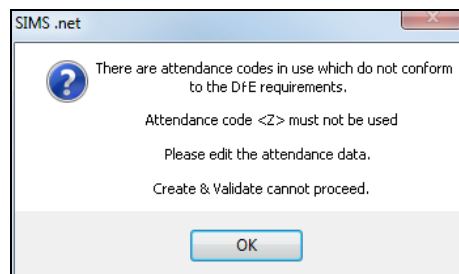 SIMS .net
There are attendance codes in use which do not conform
to the DfE requirements.
Attendance code <Z> must not be used
Please edit the attendance data.
Create & Validate cannot proceed.
OK